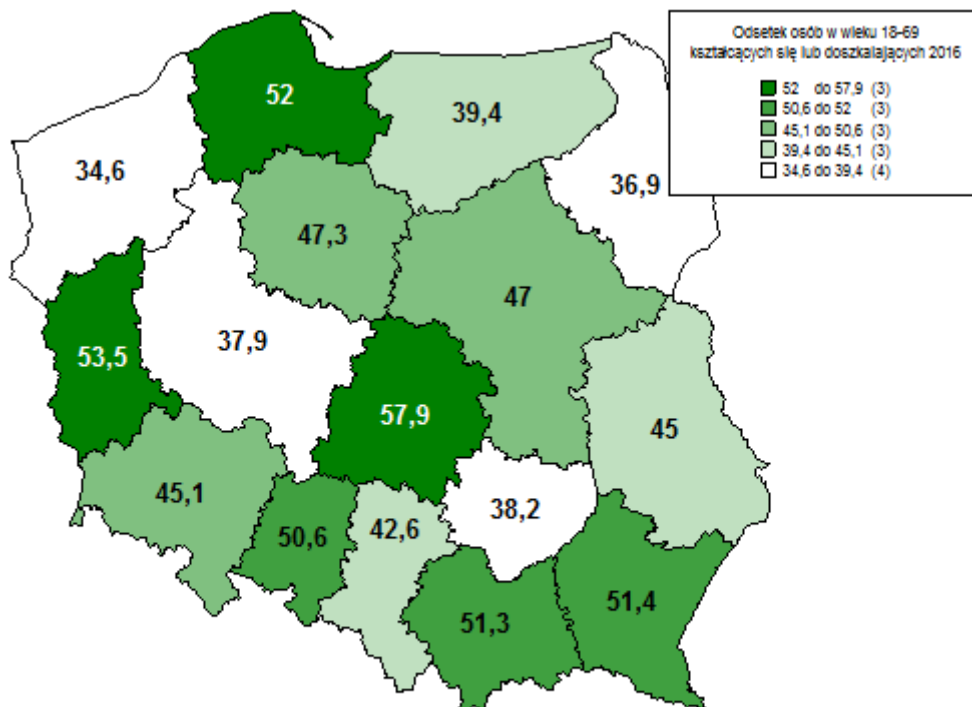 Odsetek osób w wieku 18-69
kształcących się lub doszkalających 2016
52 do 57,9 (3)
50,6 do 52 (3)
45,1 do 50,6 (3)
39,4 do 45,1 (3)
34,6 do 39,4 (4)
52
39,4
34,6
36,9
47,3
47
37,9
53,5
57,9
45
45,1
38,2
50,6
42,6
51,4
51,3